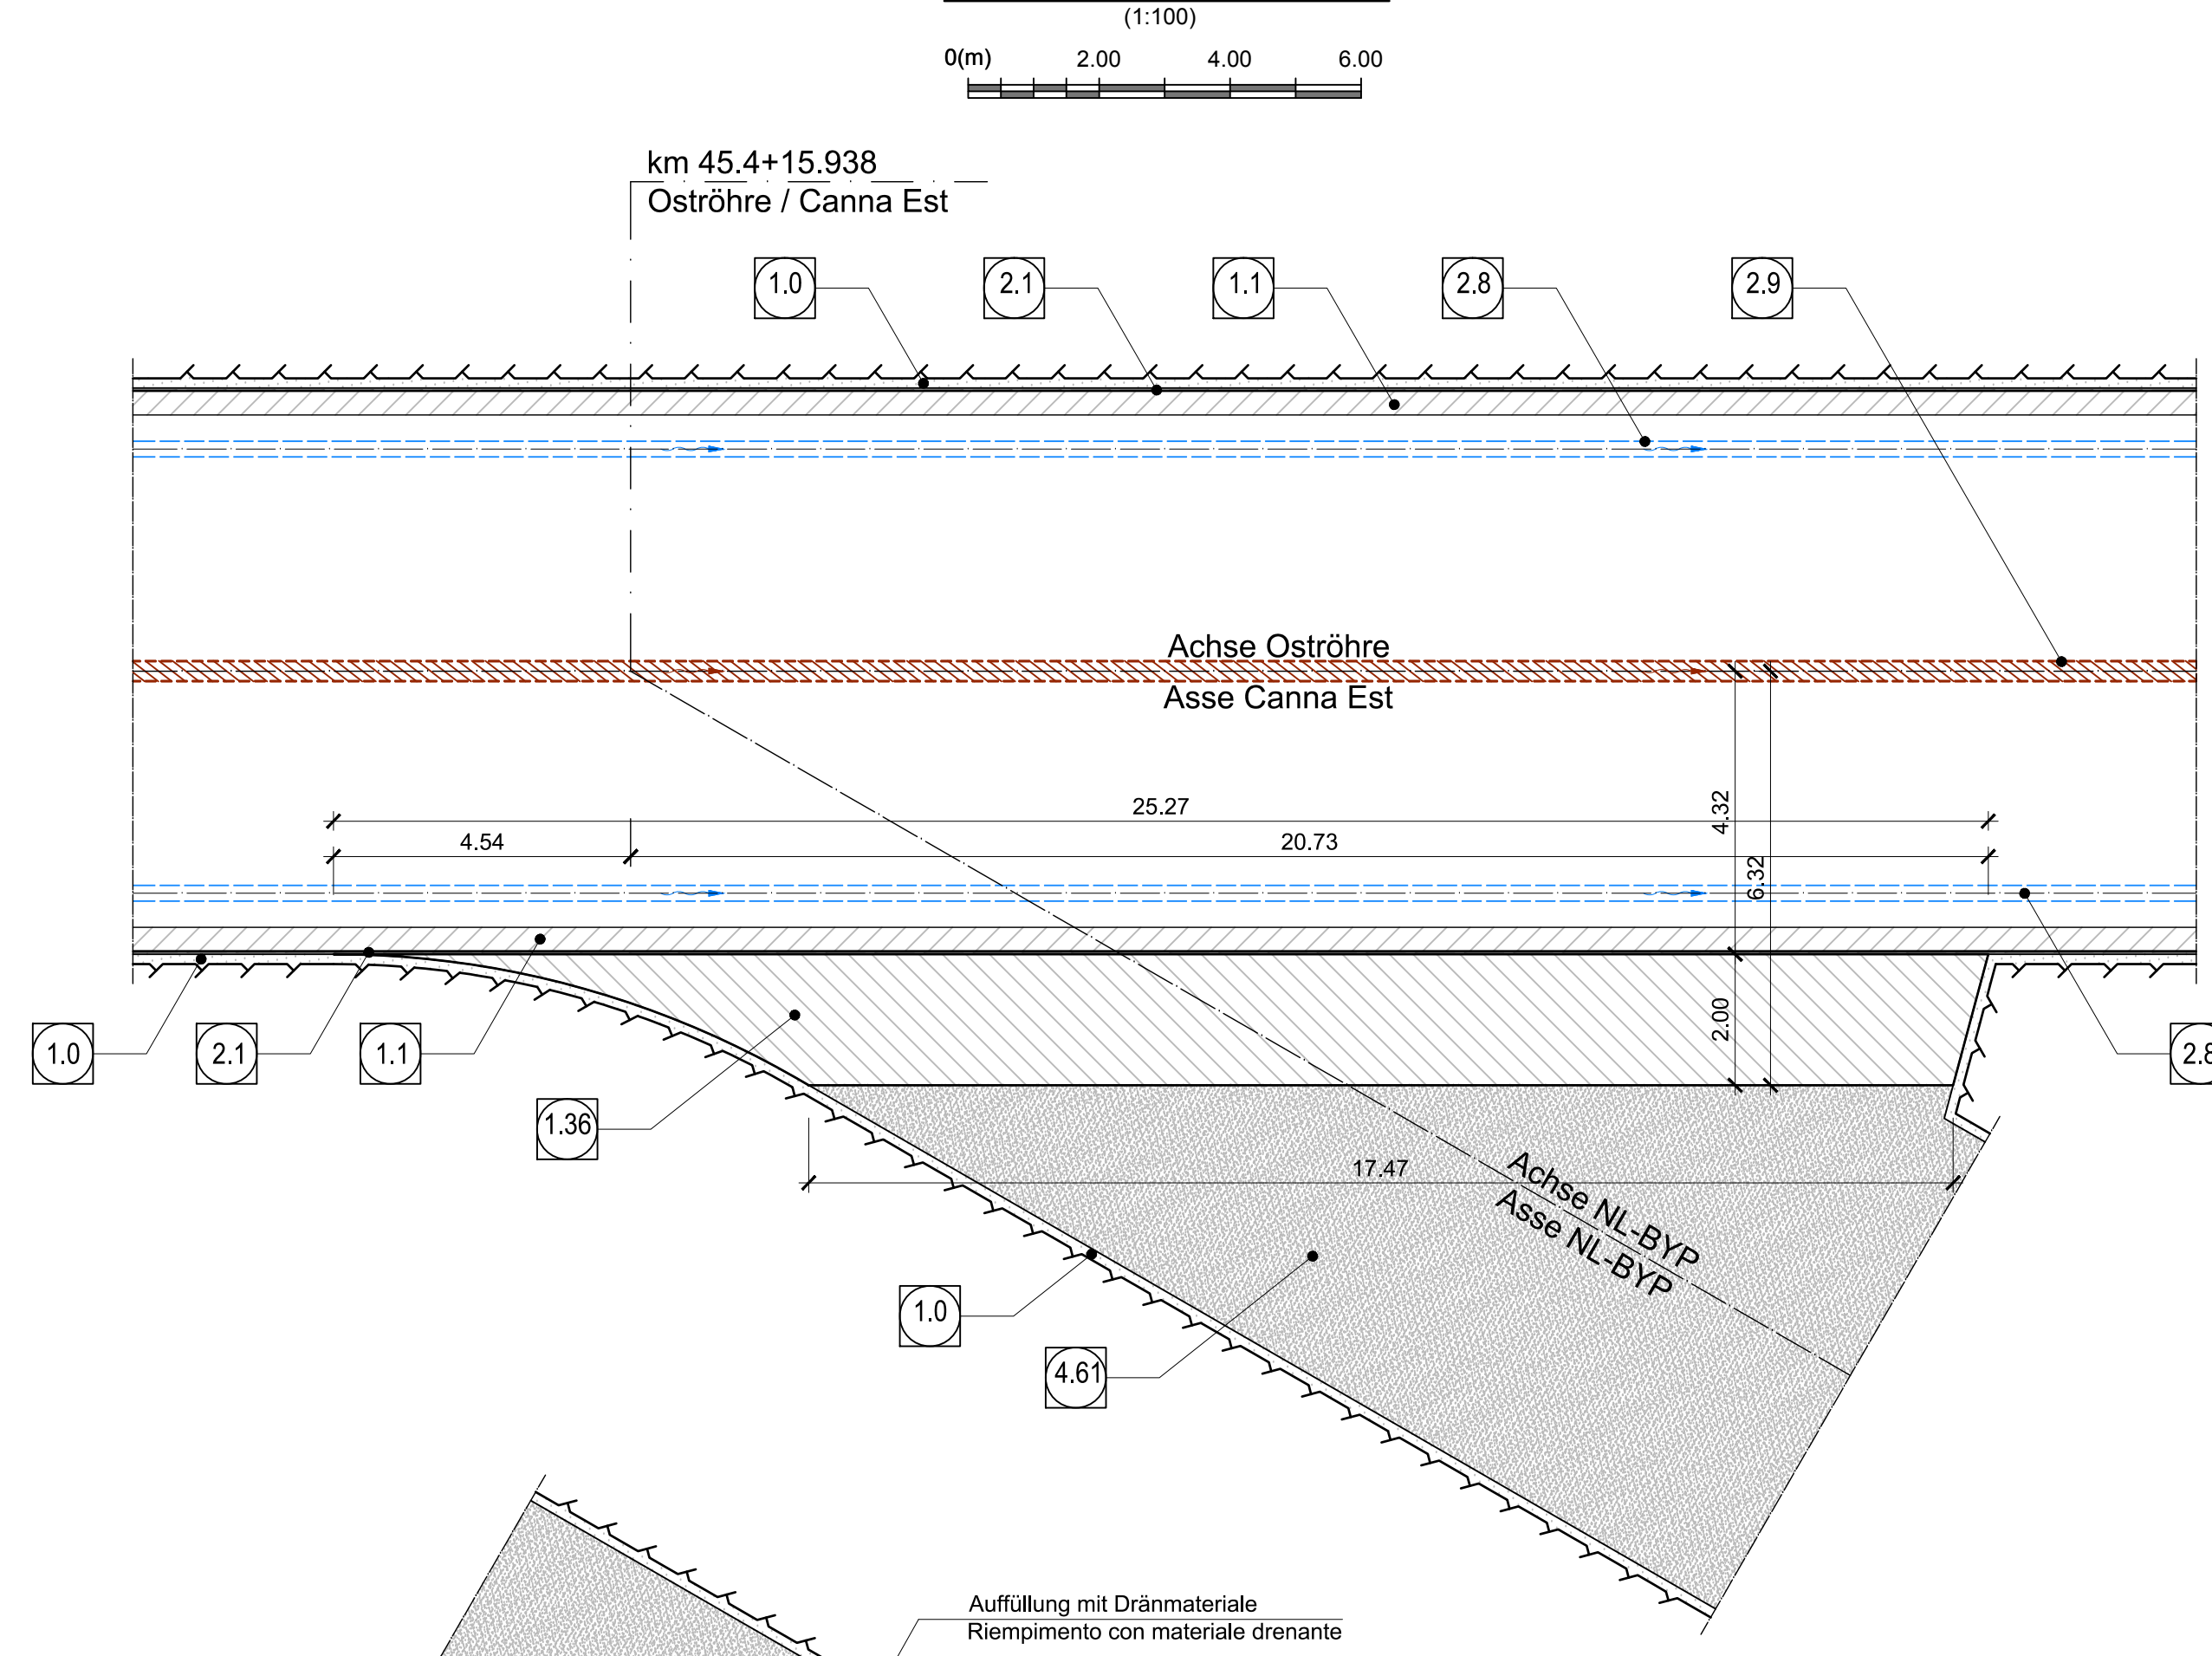 (1:100)
0(m) 2.00 4.00 6.00
km 45.4+15.938
Oströhre / Canna Est
1.0 2.1 1.1 2.8 2.9
Achse Oströhre
Asse Canna Est
25.27
4.32
4.54 20.73
6.32
2.00
1.0 2.1 1.1 2.8
1.36
17.47
Achse NL-BYP
Asse NL-BYP
1.0
4.61
Auffüllung mit Dränmateriale
Riempimento con materiale drenante